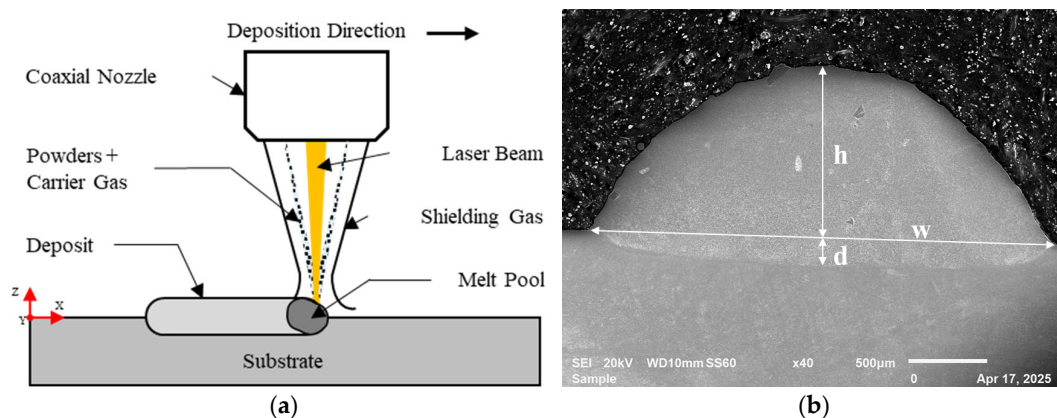 Deposition Direction
Coaxial Nozzle
Powders +
Carrier Gas
Laser Beam
Shielding Gas
Deposit
Melt Pool
Z
Y
X
Substrate
(a)
h
w
d
SEI 20kV WD10mm SS60 x40 500μm
Sample 0 Apr 17, 2025
(b)